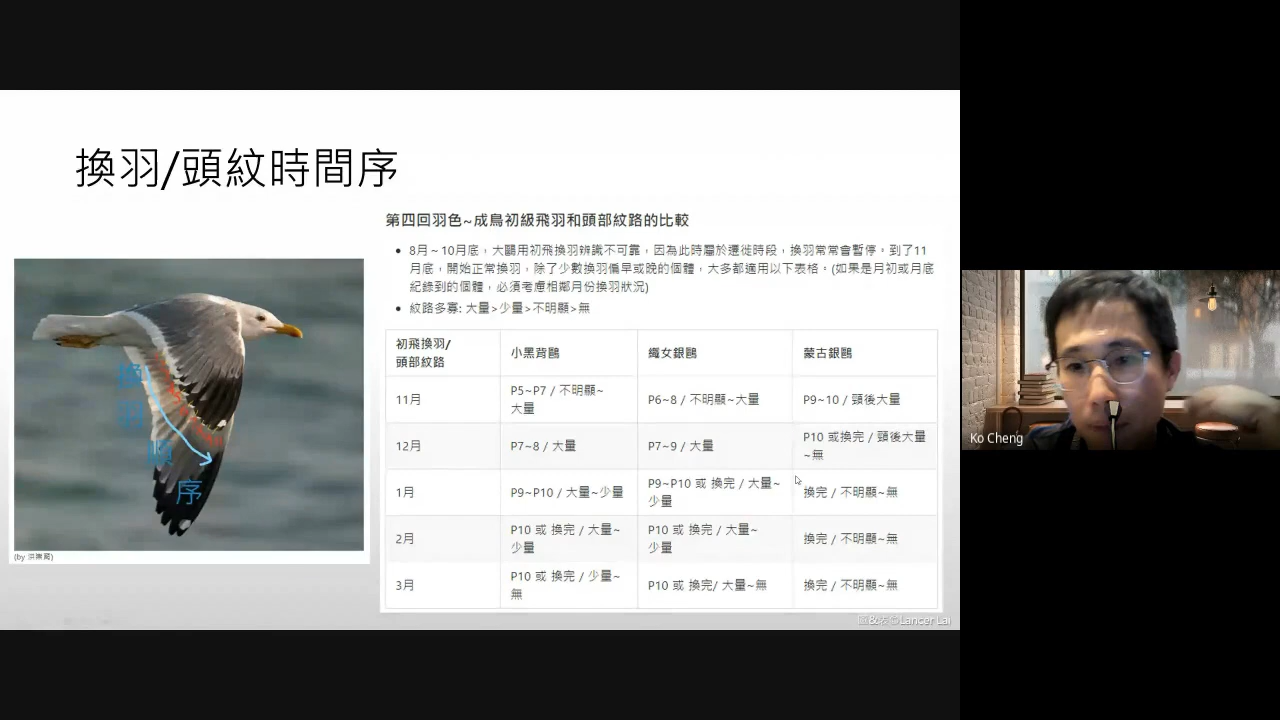 換羽/頭紋時間序
第四回羽色~成鳥初級飛羽和頭部紋路的比較
8月~10月底，大鷗用初飛換羽辨識不可靠，因為此時屬於遷徙時段，換羽常常會暫停。到了11
月底，開始正常換羽，除了少數換羽偏早或晚的個體，大多都適用以下表格。(如果是月初或月底
紀錄到的個體，必須考慮相鄰月份換羽狀況)
紋路多寡: 大量>少量>不明顯>無
初飛換羽/
頭部紋路
小黑背鷗
織女銀鷗
蒙古銀鷗
11月
P5~P7 / 不明顯~
大量
P6~8 / 不明顯~大量
P9~10 / 頭後大量
12月
P7~8 / 大量
P7~9 / 大量
P10 或換完 / 頭後大量
~無
1月
P9~P10 / 大量~少量
P9~P10 或 換完 / 大量~
少量
換完 / 不明顯~無
2月
P10 或 換完 / 大量~
少量
P10 或 換完 / 大量~
少量
換完 / 不明顯~無
3月
P10 或 換完 / 少量~
無
P10 或 換完/ 大量~無
換完 / 不明顯~無
換
羽
順
序
(by
Lancer Lai
Ko Cheng